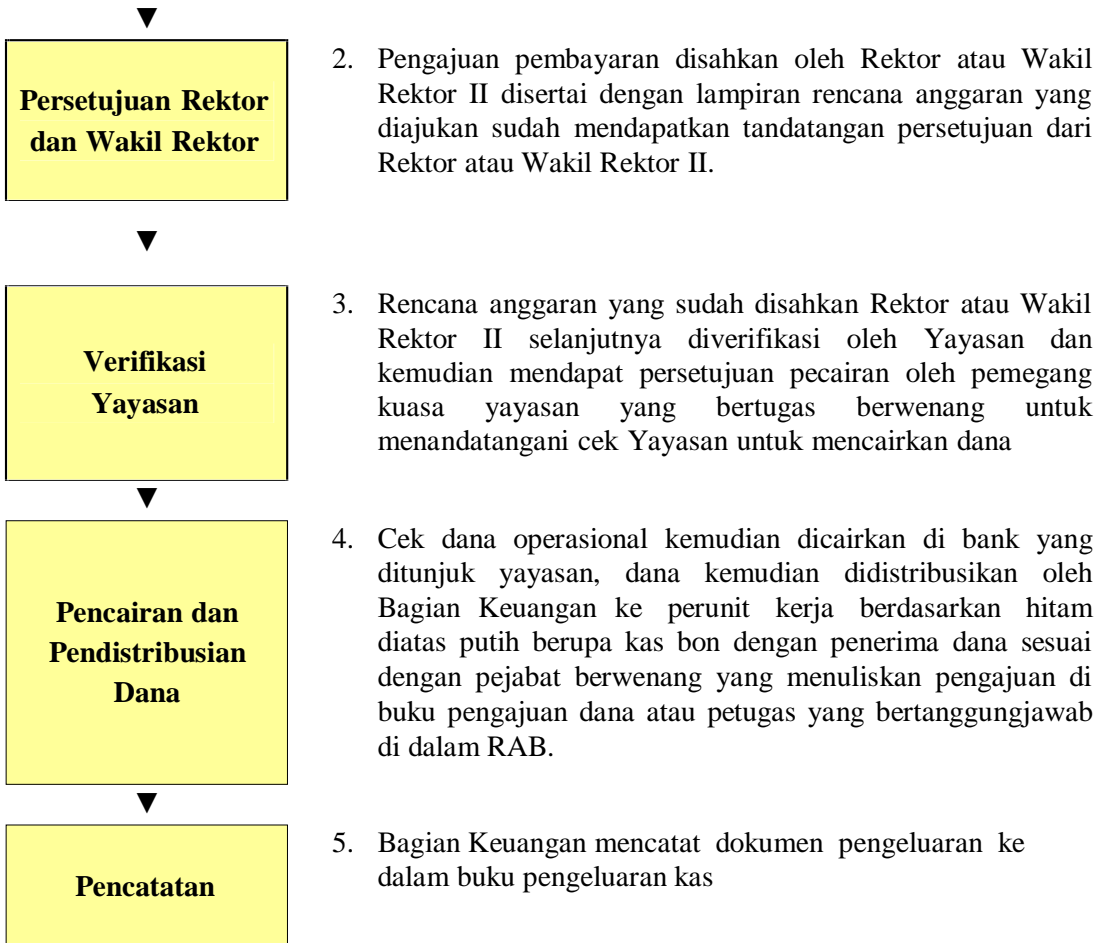 ▼
Persetujuan Rektor
dan Wakil Rektor
2. Pengajuan pembayaran disahkan oleh Rektor atau Wakil
Rektor II disertai dengan lampiran rencana anggaran yang
diajukan sudah mendapatkan tandatangan persetujuan dari
Rektor atau Wakil Rektor II.
▼
Verifikasi
Yayasan
3. Rencana anggaran yang sudah disahkan Rektor atau Wakil
Rektor II selanjutnya diverifikasi oleh Yayasan dan
kemudian mendapat persetujuan pecairan oleh pemegang
kuasa yayasan yang bertugas berwenang untuk
menandatangani cek Yayasan untuk mencairkan dana
▼
Pencairan dan
Pendistribusian
Dana
4. Cek dana operasional kemudian dicairkan di bank yang
ditunjuk yayasan, dana kemudian didistribusikan oleh
Bagian Keuangan ke perunit kerja berdasarkan hitam
diatas putih berupa kas bon dengan penerima dana sesuai
dengan pejabat berwenang yang menuliskan pengajuan di
buku pengajuan dana atau petugas yang bertanggungjawab
di dalam RAB.
▼
Pencatatan
5. Bagian Keuangan mencatat dokumen pengeluaran ke
dalam buku pengeluaran kas